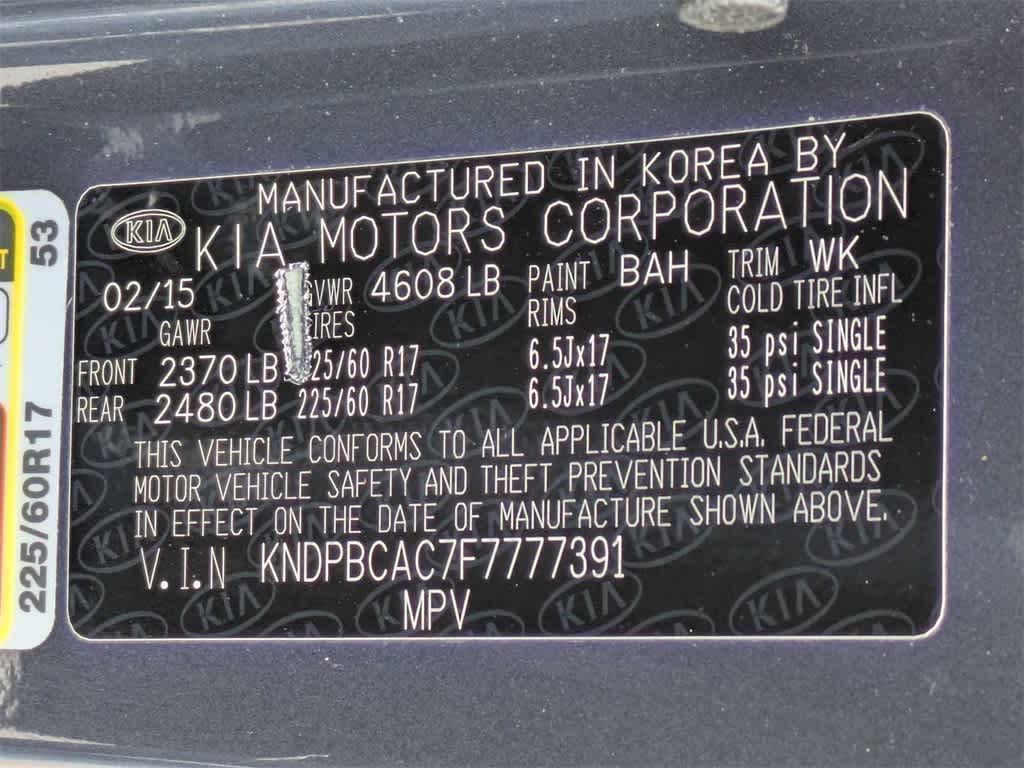 MANUFACTURED IN KOREA BY
KIA KIA MOTORS CORPORATION
02/15 GVWR 4608 LB PAINT BAH TRIM WK
GAWR TIRES RIMS COLD TIRE INFL
FRONT 2370 LB 225/60 R17 6.5Jx17 35 psi SINGLE
REAR 2480 LB 225/60 R17 6.5Jx17 35 psi SINGLE
THIS VEHICLE CONFORMS TO ALL APPLICABLE U.S.A. FEDERAL
MOTOR VEHICLE SAFETY AND THEFT PREVENTION STANDARDS
IN EFFECT ON THE DATE OF MANUFACTURE SHOWN ABOVE.
V.I.N KNDPBCAC7F7777391
MPV
225/60R17 53